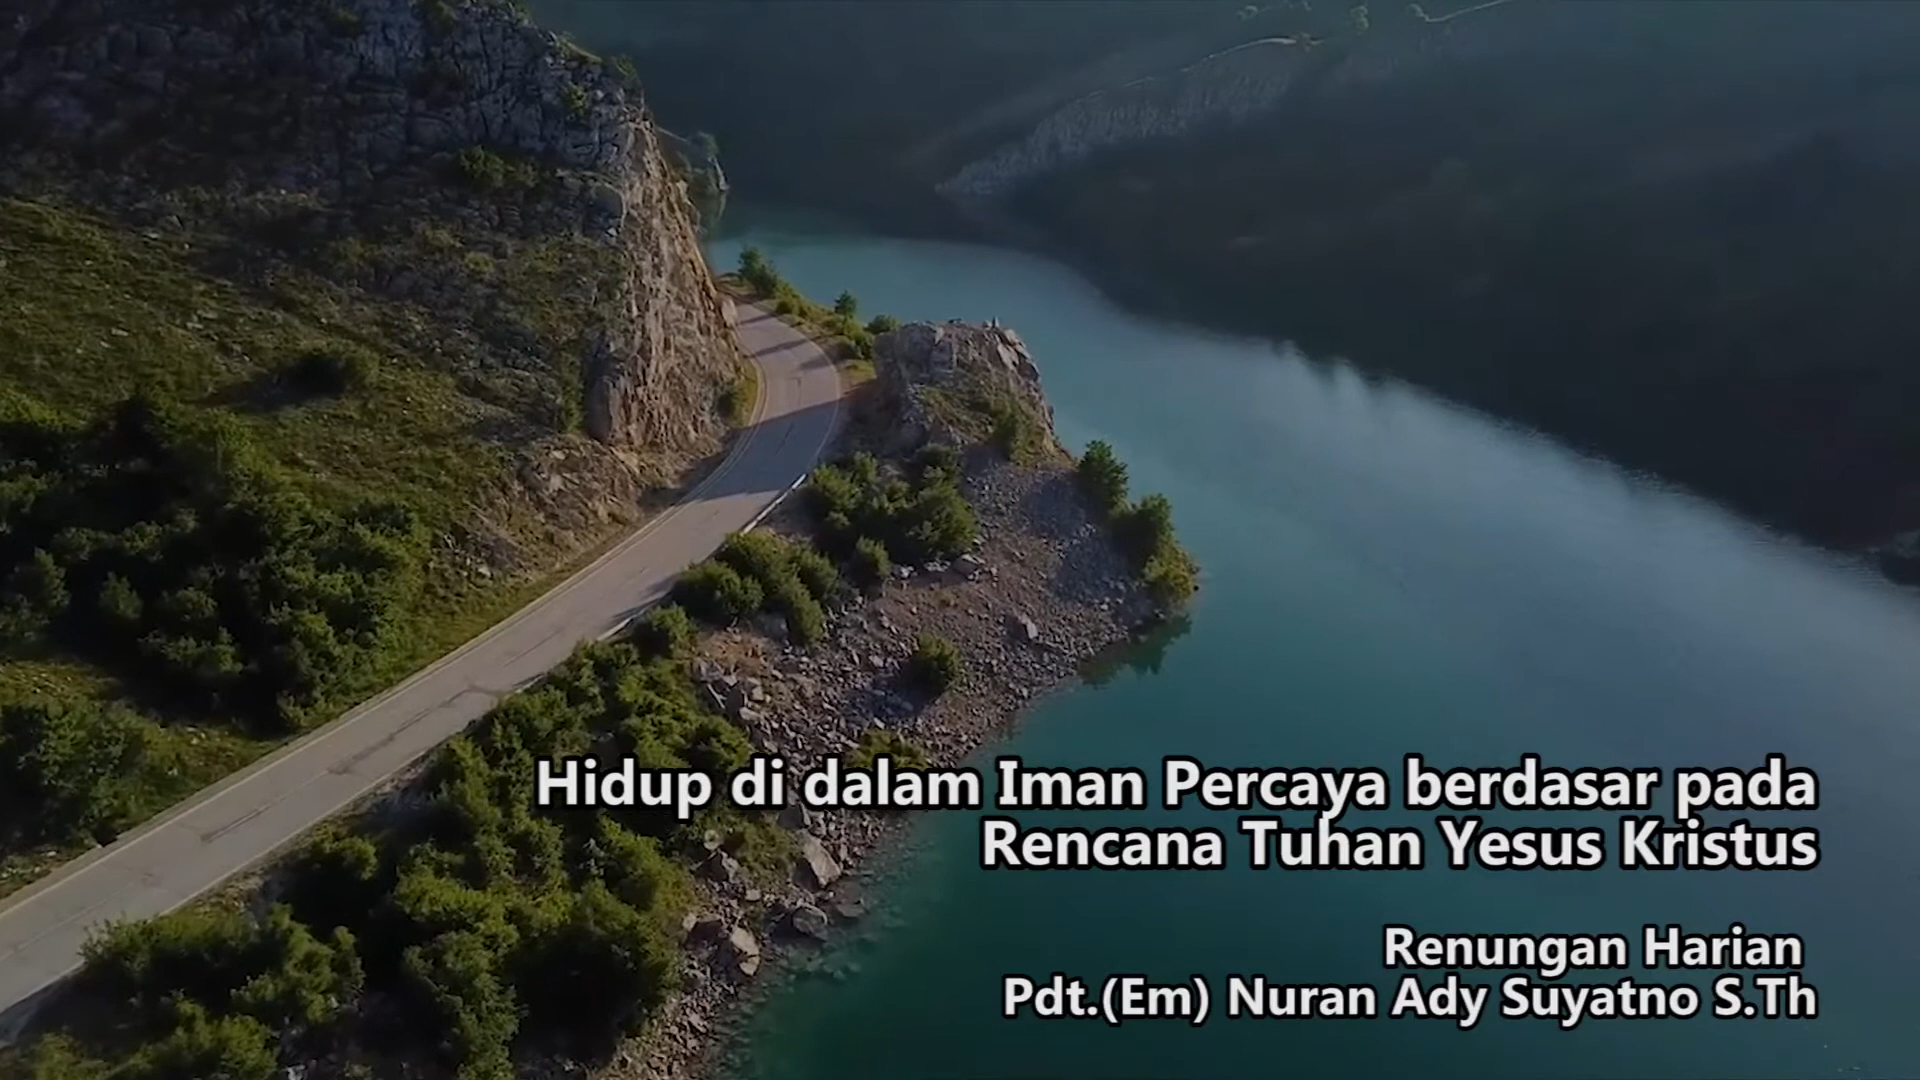 Hidup di dalam Iman Percaya berdasar pada
Rencana Tuhan Yesus Kristus
Renungan Harian
Pdt.(Em) Nuran Ady Suyatno S.Th